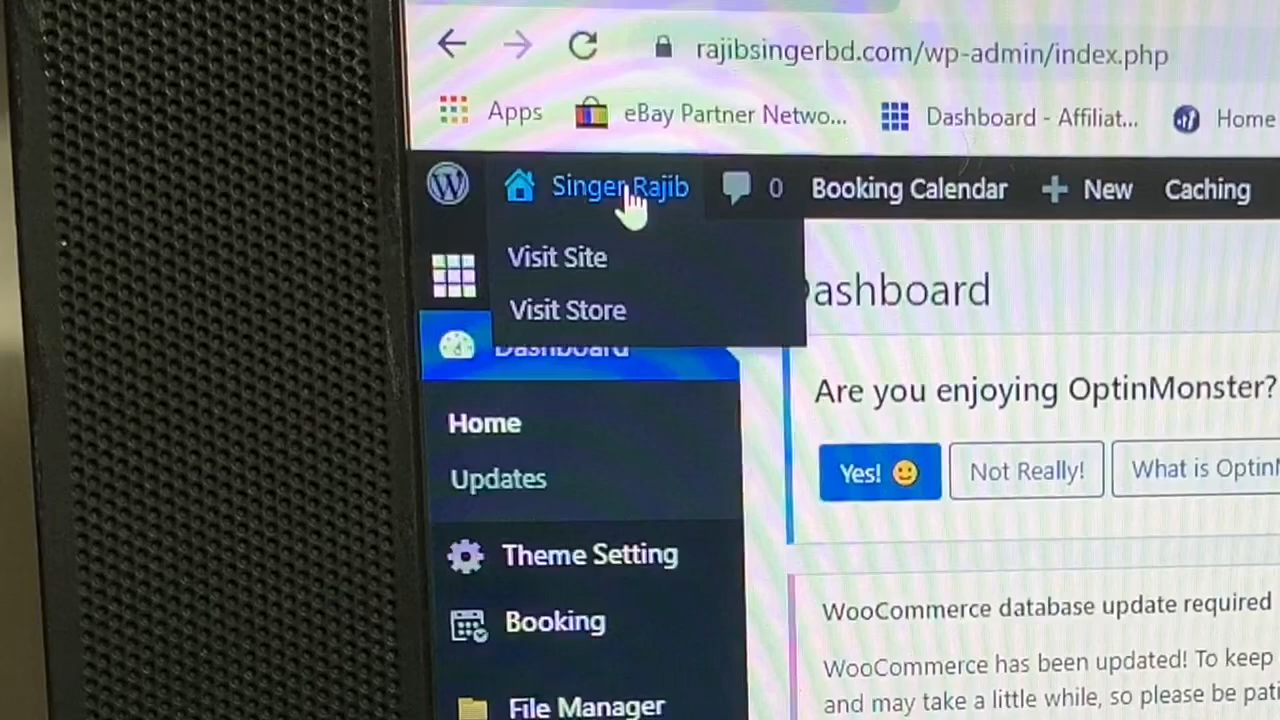 rajibsingerbd.com/wp-admin/index.php
Apps eBay Partner Netwo... Dashboard - Affiliat... Home
Singer Rajib 0 Booking Calendar New Caching
Visit Site
Visit Store
ashboard
Dashboard
Home
Updates
Are you enjoying OptinMonster?
Yes! Not Really! What is Optin
Theme Setting
Booking
File Manager
WooCommerce database update required
WooCommerce has been updated! To keep
and may take a little while, so please be pati